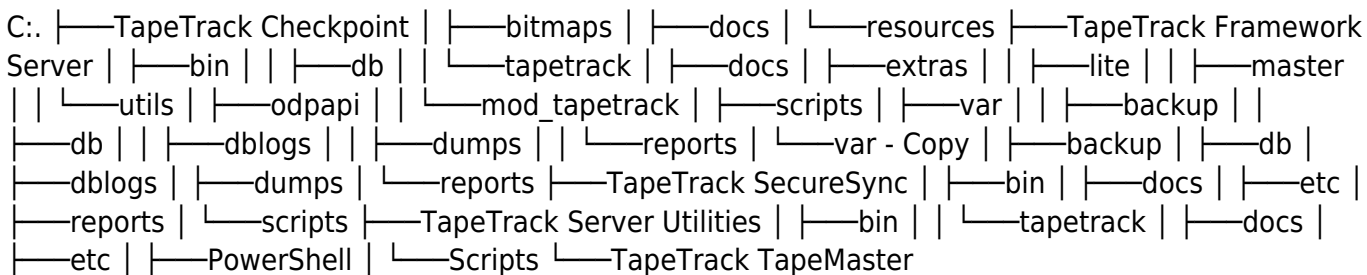 C:. ├──TapeTrack Checkpoint │ ├──bitmaps │ ├──docs │ └──resources ├──TapeTrack Framework
Server │ ├──bin │ │ ├──db │ │ └──tapetrack │ ├──docs │ ├──extras │ │ ├──lite │ │ ├──master
│ │ └──utils │ ├──odpapi │ │ └──mod_tapetrack │ ├──scripts │ ├──var │ │ ├──backup │ │
├──db │ │ ├──dblogs │ │ ├──dumps │ │ └──reports │ └──var - Copy │ ├──backup │ ├──db │
├──dblogs │ ├──dumps │ └──reports ├──TapeTrack SecureSync │ ├──bin │ ├──docs │ ├──etc │
├──reports │ └──scripts ├──TapeTrack Server Utilities │ ├──bin │ │ └──tapetrack │ ├──docs │
├──etc │ ├──PowerShell │ └──Scripts └──TapeTrack TapeMaster